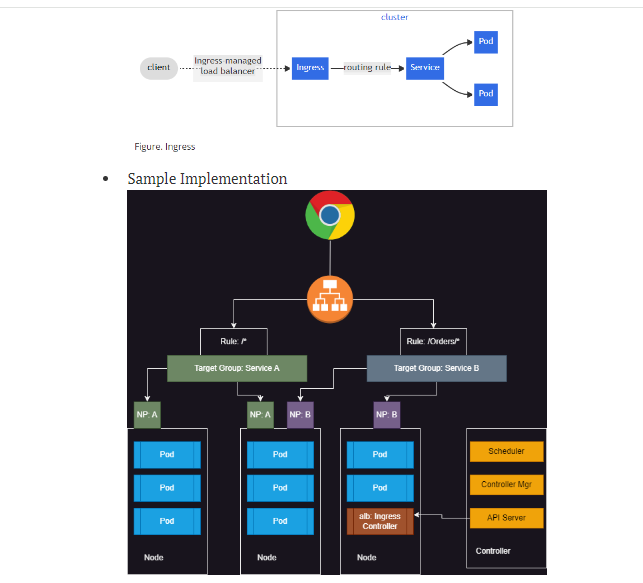 cluster
Pod
client
Ingress-managed
load balancer
Ingress
routing rule
Service
Pod
Figure. Ingress
Sample Implementation
Rule: /*
Rule: /Orders/*
Target Group: Service A
Target Group: Service B
NP: A
NP: A
NP: B
NP: B
Pod
Pod
Pod
Scheduler
Pod
Pod
Pod
Controller Mgr
Pod
Pod
alb: Ingress
Controller
API Server
Node
Node
Node
Controller